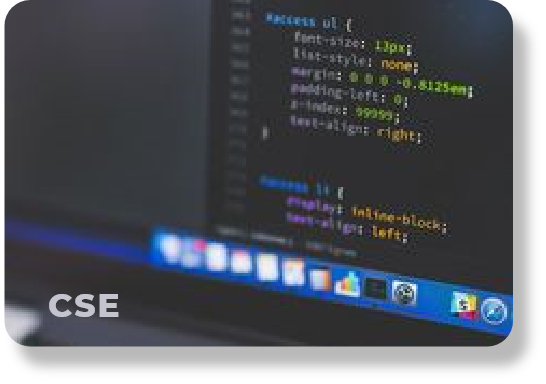 #access ul {
font-size: 13px;
list-style: none;
margin: 0 0 0 -0.8125em;
padding-left: 0;
z-index: 99999;
text-align: right;
}
#access li {
display: inline-block;
text-align: left;
CSE